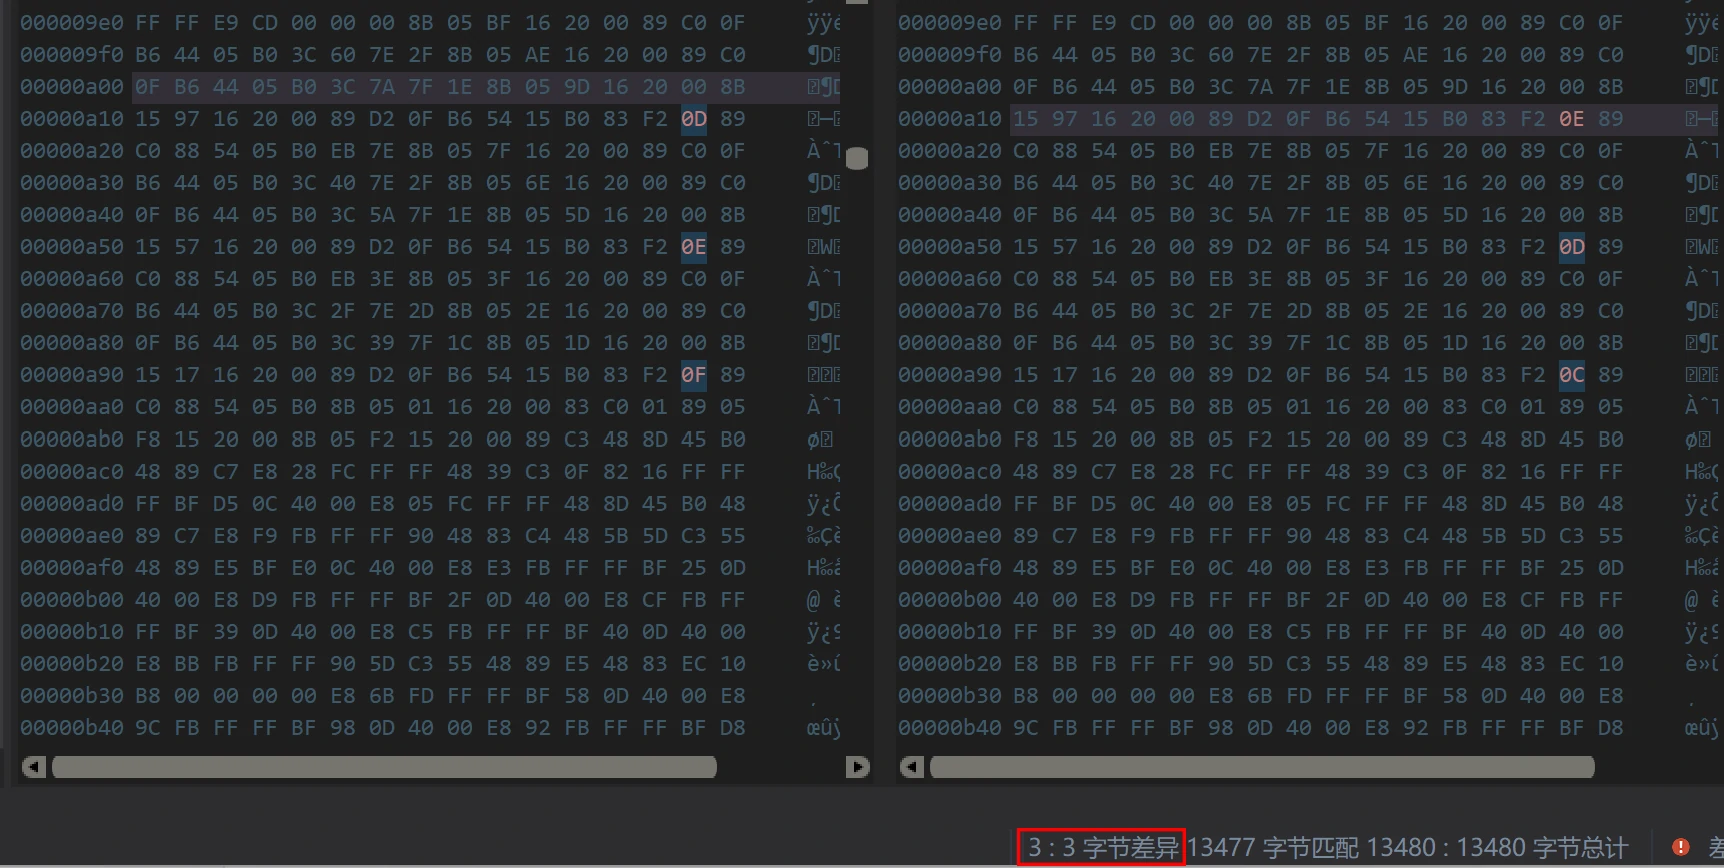 000009e0 FF FF E9 CD 00 00 00 8B 05 BF 16 20 00 89 C0 0F ÿÿé 000009e0 FF FF E9 CD 00 00 00 8B 05 BF 16 20 00 89 C0 0F ÿÿé
000009f0 B6 44 05 B0 3C 60 7E 2F 8B 05 AE 16 20 00 89 C0 ¶D 000009f0 B6 44 05 B0 3C 60 7E 2F 8B 05 AE 16 20 00 89 C0 ¶D
00000a00 0F B6 44 05 B0 3C 7A 7F 1E 8B 05 9D 16 20 00 8B ¶D 00000a00 0F B6 44 05 B0 3C 7A 7F 1E 8B 05 9D 16 20 00 8B ¶D
00000a10 15 97 16 20 00 89 D2 0F B6 54 15 B0 83 F2 0D 89 — 00000a10 15 97 16 20 00 89 D2 0F B6 54 15 B0 83 F2 0E 89 —
00000a20 C0 88 54 05 B0 EB 7E 8B 05 7F 16 20 00 89 C0 0F ÀˆT 00000a20 C0 88 54 05 B0 EB 7E 8B 05 7F 16 20 00 89 C0 0F ÀˆT
00000a30 B6 44 05 B0 3C 40 7E 2F 8B 05 6E 16 20 00 89 C0 ¶D 00000a30 B6 44 05 B0 3C 40 7E 2F 8B 05 6E 16 20 00 89 C0 ¶D
00000a40 0F B6 44 05 B0 3C 5A 7F 1E 8B 05 5D 16 20 00 8B ¶D 00000a40 0F B6 44 05 B0 3C 5A 7F 1E 8B 05 5D 16 20 00 8B ¶D
00000a50 15 57 16 20 00 89 D2 0F B6 54 15 B0 83 F2 0E 89 W 00000a50 15 57 16 20 00 89 D2 0F B6 54 15 B0 83 F2 0D 89 W
00000a60 C0 88 54 05 B0 EB 3E 8B 05 3F 16 20 00 89 C0 0F ÀˆT 00000a60 C0 88 54 05 B0 EB 3E 8B 05 3F 16 20 00 89 C0 0F ÀˆT
00000a70 B6 44 05 B0 3C 2F 7E 2D 8B 05 2E 16 20 00 89 C0 ¶D 00000a70 B6 44 05 B0 3C 2F 7E 2D 8B 05 2E 16 20 00 89 C0 ¶D
00000a80 0F B6 44 05 B0 3C 39 7F 1C 8B 05 1D 16 20 00 8B ¶D 00000a80 0F B6 44 05 B0 3C 39 7F 1C 8B 05 1D 16 20 00 8B ¶D
00000a90 15 17 16 20 00 89 D2 0F B6 54 15 B0 83 F2 0F 89 00000a90 15 17 16 20 00 89 D2 0F B6 54 15 B0 83 F2 0C 89
00000aa0 C0 88 54 05 B0 8B 05 01 16 20 00 83 C0 01 89 05 ÀˆT 00000aa0 C0 88 54 05 B0 8B 05 01 16 20 00 83 C0 01 89 05 ÀˆT
00000ab0 F8 15 20 00 8B 05 F2 15 20 00 89 C3 48 8D 45 B0 ø 00000ab0 F8 15 20 00 8B 05 F2 15 20 00 89 C3 48 8D 45 B0 ø
00000ac0 48 89 C7 E8 28 FC FF FF 48 39 C3 0F 82 16 FF FF H‰Ç 00000ac0 48 89 C7 E8 28 FC FF FF 48 39 C3 0F 82 16 FF FF H‰Ç
00000ad0 FF BF D5 0C 40 00 E8 05 FC FF FF 48 8D 45 B0 48 ÿ¿Õ 00000ad0 FF BF D5 0C 40 00 E8 05 FC FF FF 48 8D 45 B0 48 ÿ¿Õ
00000ae0 89 C7 E8 F9 FB FF FF 90 48 83 C4 48 5B 5D C3 55 ‰Çè 00000ae0 89 C7 E8 F9 FB FF FF 90 48 83 C4 48 5B 5D C3 55 ‰Çè
00000af0 48 89 E5 BF E0 0C 40 00 E8 E3 FB FF FF BF 25 0D H‰å 00000af0 48 89 E5 BF E0 0C 40 00 E8 E3 FB FF FF BF 25 0D H‰å
00000b00 40 00 E8 D9 FB FF FF BF 2F 0D 40 00 E8 CF FB FF @ è 00000b00 40 00 E8 D9 FB FF FF BF 2F 0D 40 00 E8 CF FB FF @ è
00000b10 FF BF 39 0D 40 00 E8 C5 FB FF FF BF 40 0D 40 00 ÿ¿9 00000b10 FF BF 39 0D 40 00 E8 C5 FB FF FF BF 40 0D 40 00 ÿ¿9
00000b20 E8 BB FB FF FF 90 5D C3 55 48 89 E5 48 83 EC 10 è»û 00000b20 E8 BB FB FF FF 90 5D C3 55 48 89 E5 48 83 EC 10 è»û
00000b30 B8 00 00 00 00 E8 6B FD FF FF BF 58 0D 40 00 E8 ¸ 00000b30 B8 00 00 00 00 E8 6B FD FF FF BF 58 0D 40 00 E8 ¸
00000b40 9C FB FF FF BF 98 0D 40 00 E8 92 FB FF FF BF D8 œûÿ 00000b40 9C FB FF FF BF 98 0D 40 00 E8 92 FB FF FF BF D8 œûÿ
3 : 3 字节差异 13477 字节匹配 13480 : 13480 字节总计 差